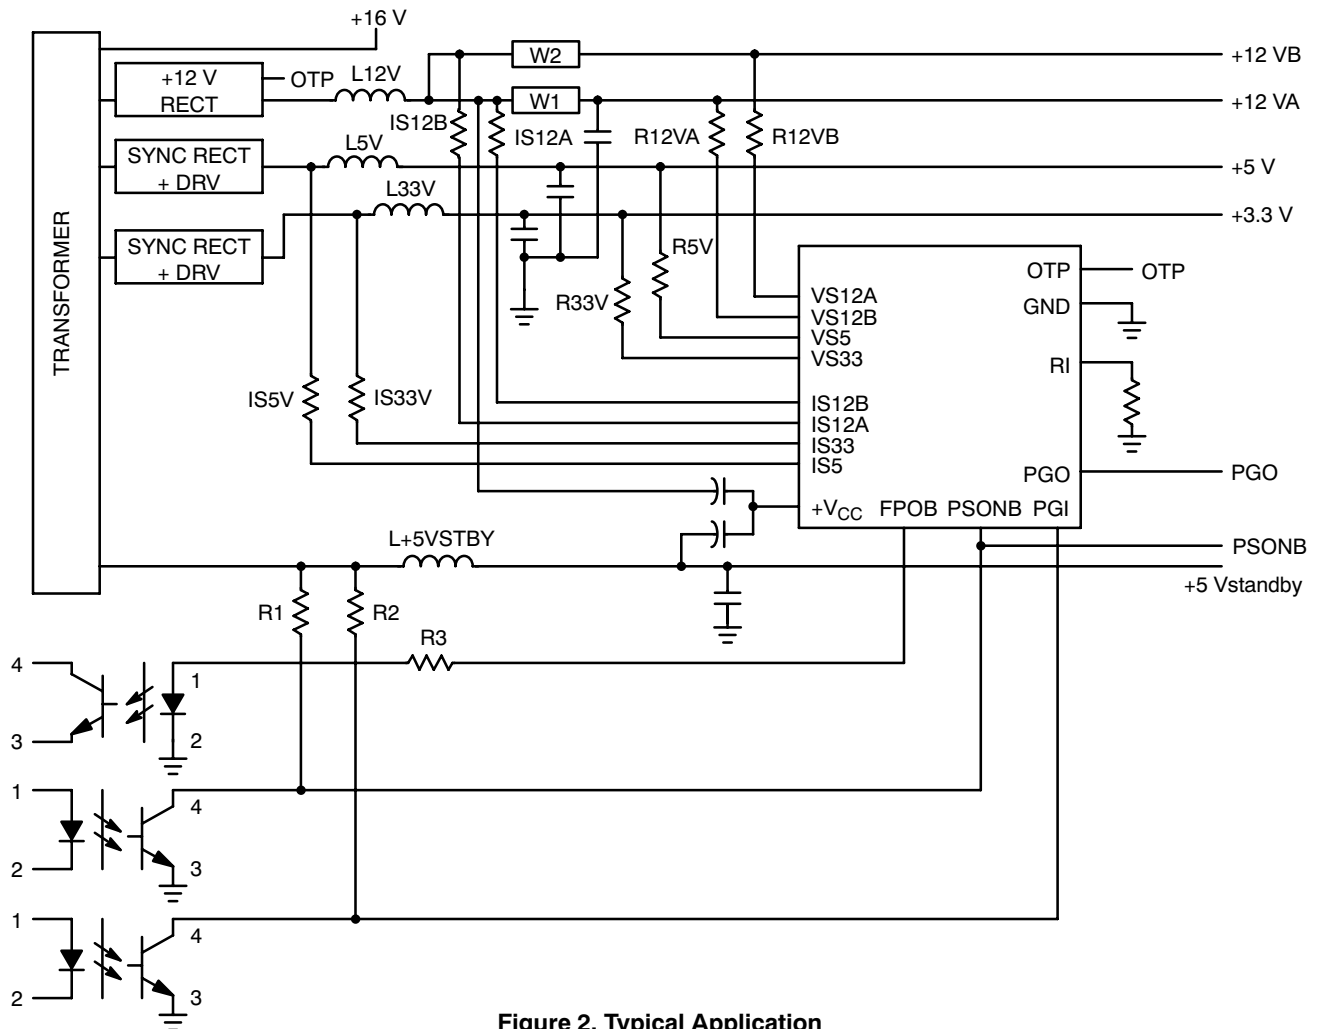 +16 V
W2
+12 VB
+12 V
RECT
OTP
L12V
W1
+12 VA
IS12B
IS12A
R12VA
R12VB
SYNC RECT
+ DRV
L5V
+5 V
L33V
+3.3 V
SYNC RECT
+ DRV
TRANSFORMER
R5V
R33V
OTP
OTP
GND
VS12A
VS12B
VS5
VS33
RI
IS5V
IS33V
IS12B
IS12A
IS33
IS5
PGO
PGO
+VCC
FPOB
PSONB
PGI
L+5VSTBY
PSONB
+5 Vstandby
R1
R2
R3
4
1
3
2
1
4
2
3
1
4
2
3
Figure 2. Typical Application